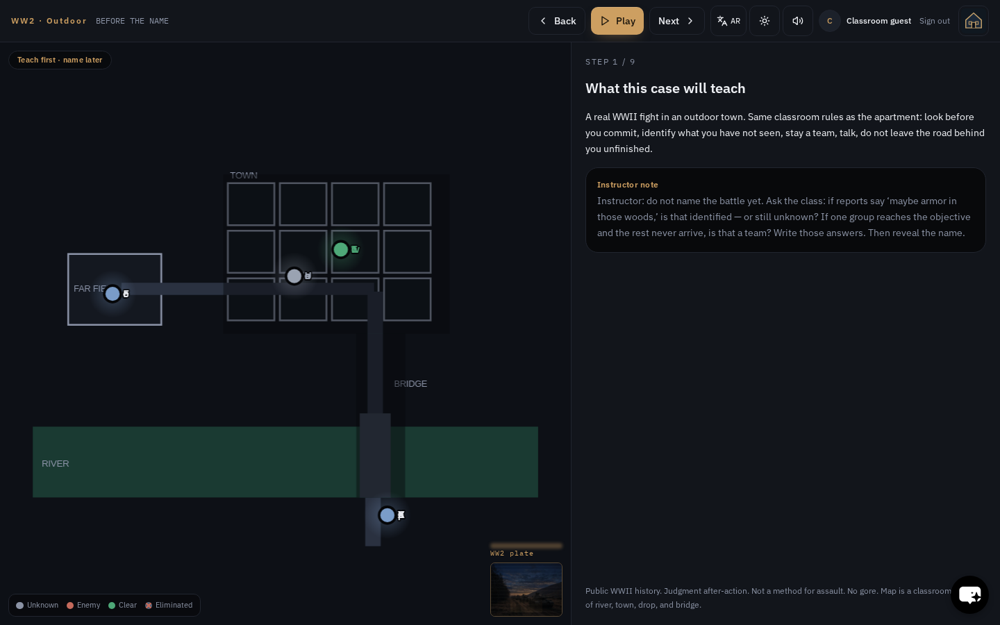 WW2 · Outdoor BEFORE THE NAME
Back
Play
Next
AR
C
Classroom guest
Sign out
Teach first · name later
TOWN
FAR FIE
BRIDGE
RIVER
WW2 plate
Unknown
Enemy
Clear
Eliminated
STEP 1 / 9
What this case will teach
A real WWII fight in an outdoor town. Same classroom rules as the apartment: look before
you commit, identify what you have not seen, stay a team, talk, do not leave the road behind
you unfinished.
Instructor note
Instructor: do not name the battle yet. Ask the class: if reports say ‘maybe armor in
those woods,’ is that identified — or still unknown? If one group reaches the objective
and the rest never arrive, is that a team? Write those answers. Then reveal the name.
Public WWII history. Judgment after-action. Not a method for assault. No gore. Map is a classroom
of river, town, drop, and bridge.